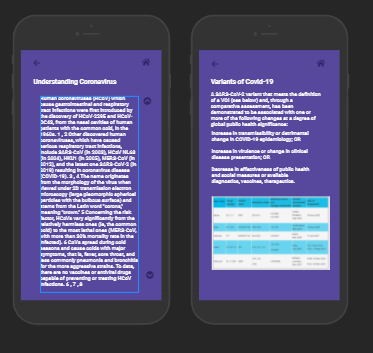 Understanding Coronavirus
human coronaviruses (HCoV) which
cause gastrointestinal and respiratory
tract infections were first introduced by
the discovery of HCoV-229E and HCoV-
OC43, from the nasal cavities of human
patients with the common cold, in the
1960s. 1 , 2 Other discovered human
coronaviruses, which have caused
serious respiratory tract infections,
include SARS-CoV (in 2003), HCoV NL63
(in 2004), HKU1 (in 2005), MERS-CoV (in
2012), and the latest one SARS-CoV-2 (in
2019) resulting in coronavirus disease
(COVID-19). 3 , 4 The name originates
from the morphology of the virus when
viewed under 2D transmission electron
microscopy (large pleomorphic spherical
particles with the bulbous surface) and
name from the Latin word "corona,"
meaning "crown." 5 Concerning the risk
factor, HCoVs vary significantly from the
relatively harmless ones (ie, the common
cold) to the most lethal ones (MERS-CoV,
with more than 30% mortality rate in the
infected). 6 CoVs spread during cold
seasons and cause colds with major
symptoms, that is, fever, sore throat, and
less commonly pneumonia and bronchitis
for the more aggressive strains. To date,
there are no vaccines or antiviral drugs
capable of preventing or treating HCoV
infections. 6 , 7 , 8
Variants of Covid-19
A SARS-CoV-2 variant that meets the definition
of a VOI (see below) and, through a
comparative assessment, has been
demonstrated to be associated with one or
more of the following changes at a degree of
global public health significance:
Increase in transmissibility or detrimental
change in COVID-19 epidemiology; OR
Increase in virulence or change in clinical
disease presentation; OR
Decrease in effectiveness of public health
and social measures or available
diagnostics, vaccines, therapeutics.